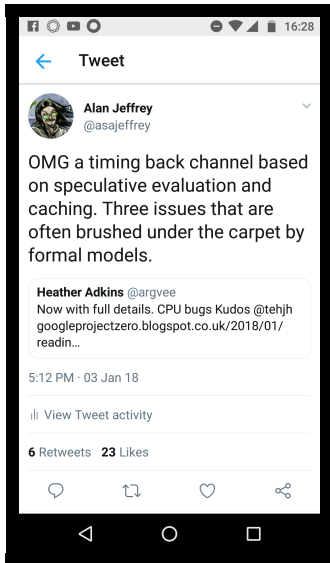 16:28
Tweet
Alan Jeffrey
@asajeffrey
OMG a timing back channel based
on speculative evaluation and
caching. Three issues that are
often brushed under the carpet by
formal models.
Heather Adkins @argvee
Now with full details. CPU bugs Kudos @tehjh
googleprojectzero.blogspot.co.uk/2018/01/
readin…
5:12 PM · 03 Jan 18
View Tweet activity
6 Retweets 23 Likes